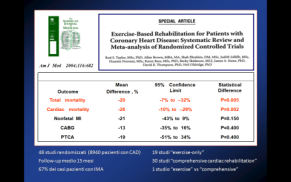 SPECIAL ARTICLE
Exercise-Based Rehabilitation for Patients with
Coronary Heart Disease: Systematic Review and
Meta-analysis of Randomized Controlled Trials
Am J Med 2004;116:682
Outcome Mean Difference, % 95% Confidence Limit Statistical Difference
Total mortality -20 -7% to -32% P=0.005
Cardiac mortality -26 -10% to -29% P=0.002
Nonfatal MI -21 -43% to 9% P=0.150
CABG -13 -35% to 16% P=0.400
PTCA -19 -51% to 34% P=0.400
48 studi randomizzati (8940 pazienti con CAD)
Follow-up medio 15 mesi
67% dei casi pazienti con IMA
19 studi "exercise-only"
30 studi "comprehensive cardiac rehabilitation"
1 studio "exercise" vs "comprehensive"